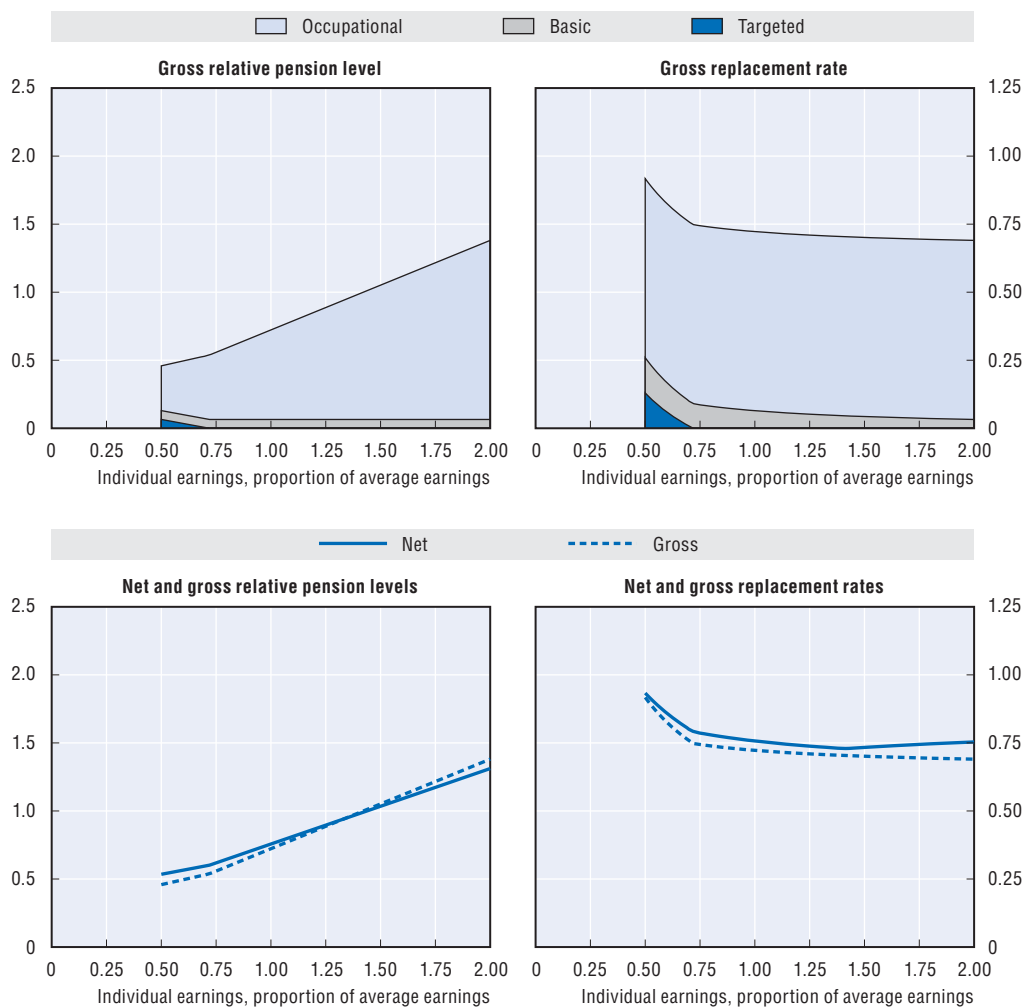 Occupational Basic Targeted
Gross relative pension level
Gross replacement rate
2.5
2.0
1.5
1.0
0.5
0
1.25
1.00
0.75
0.50
0.25
0
0 0.25 0.50 0.75 1.00 1.25 1.50 1.75 2.00
0 0.25 0.50 0.75 1.00 1.25 1.50 1.75 2.00
Individual earnings, proportion of average earnings
Individual earnings, proportion of average earnings
Net Gross
Net and gross relative pension levels
Net and gross replacement rates
2.5
2.0
1.5
1.0
0.5
0
1.25
1.00
0.75
0.50
0.25
0
0 0.25 0.50 0.75 1.00 1.25 1.50 1.75 2.00
0 0.25 0.50 0.75 1.00 1.25 1.50 1.75 2.00
Individual earnings, proportion of average earnings
Individual earnings, proportion of average earnings